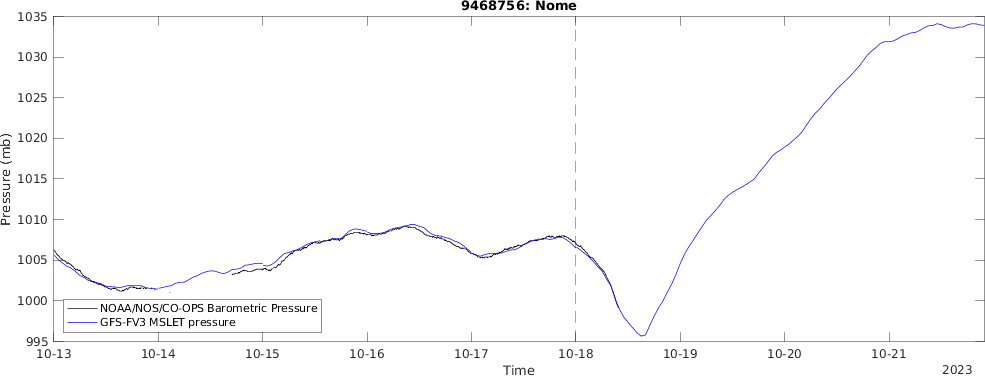 9468756: Nome
1035
1030
1025
1020
1015
1010
1005
1000
995
Pressure (mb)
NOAA/NOS/CO-OPS Barometric Pressure
GFS-FV3 MSLET pressure
10-13 10-14 10-15 10-16 10-17 10-18 10-19 10-20 10-21
Time
2023